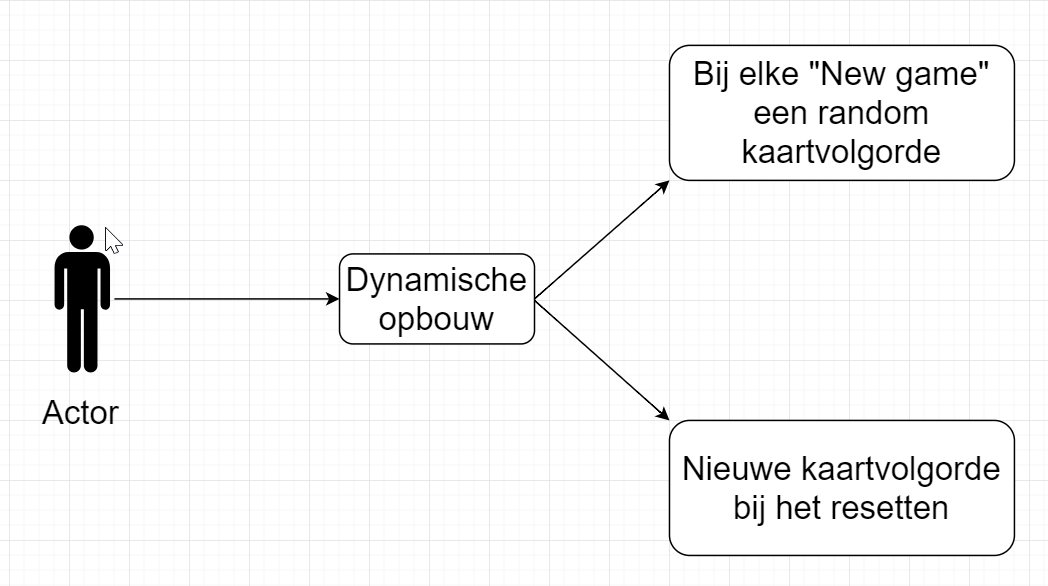 Bij elke "New game"
een random
kaartvolgorde
Dynamische
opbouw
Actor
Nieuwe kaartvolgorde
bij het resetten